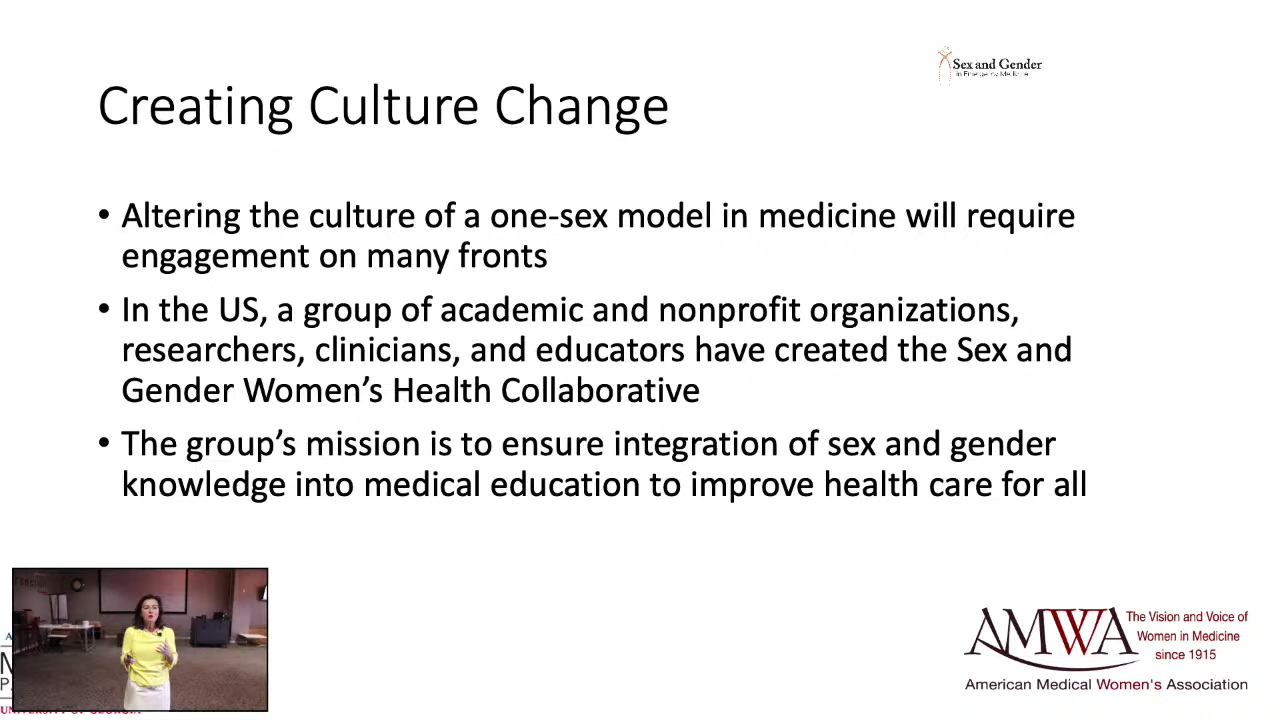 Sex and Gender
in Emergency Medicine
Creating Culture Change
• Altering the culture of a one-sex model in medicine will require
engagement on many fronts
• In the US, a group of academic and nonprofit organizations,
researchers, clinicians, and educators have created the Sex and
Gender Women’s Health Collaborative
• The group’s mission is to ensure integration of sex and gender
knowledge into medical education to improve health care for all
AMWA
The Vision and Voice of
Women in Medicine
since 1915
American Medical Women's Association